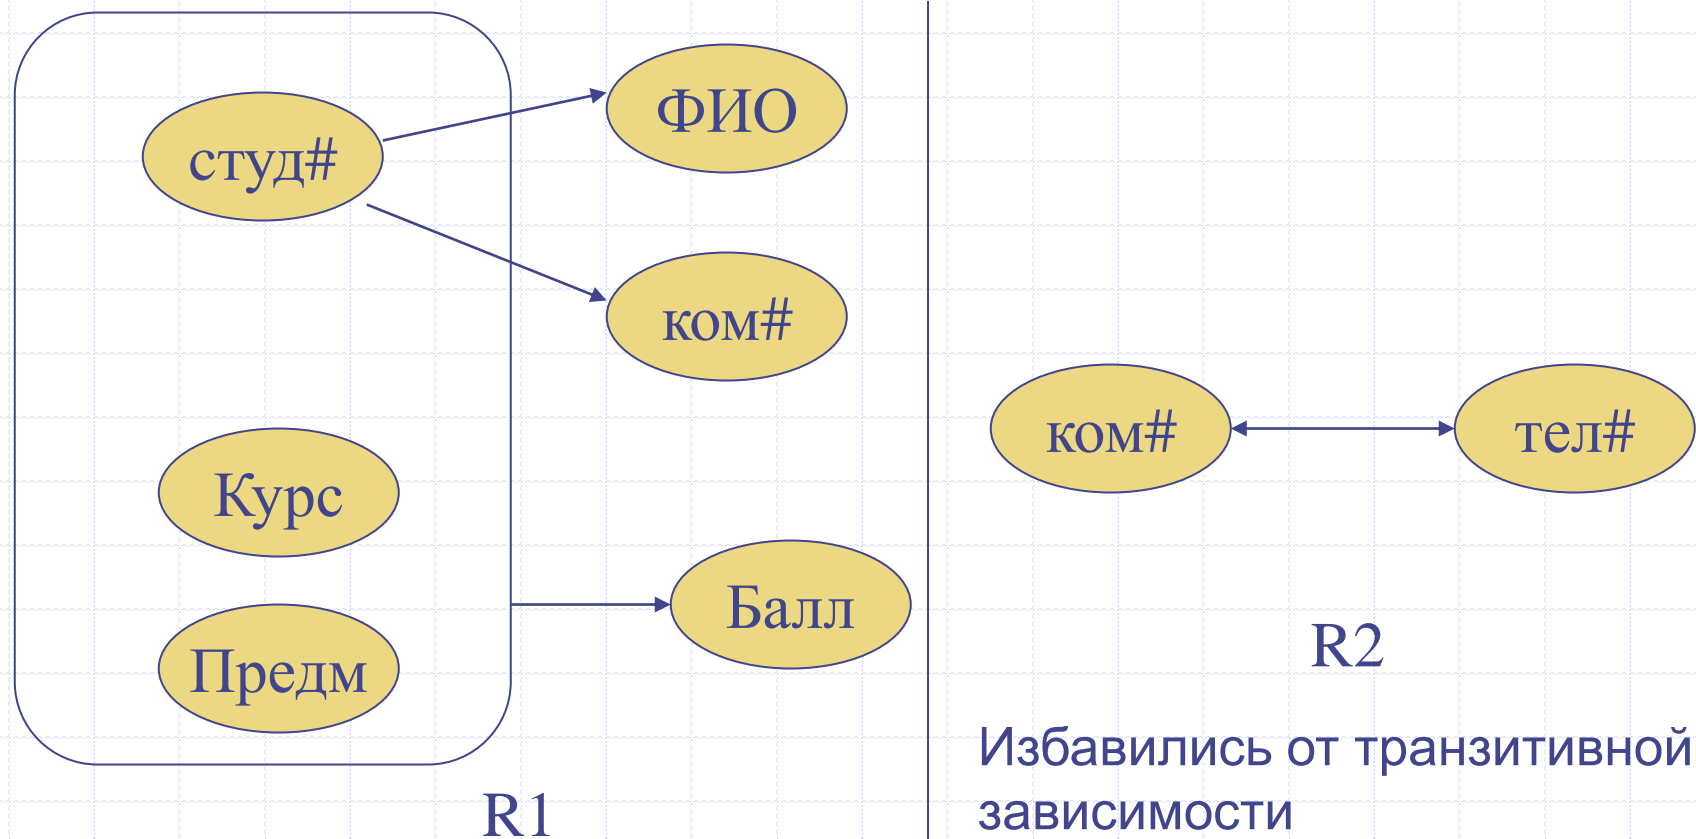 студ#
ФИО
ком#
Курс
Предм
Балл
R1
ком#
тел#
R2
Избавились от транзитивной
зависимости